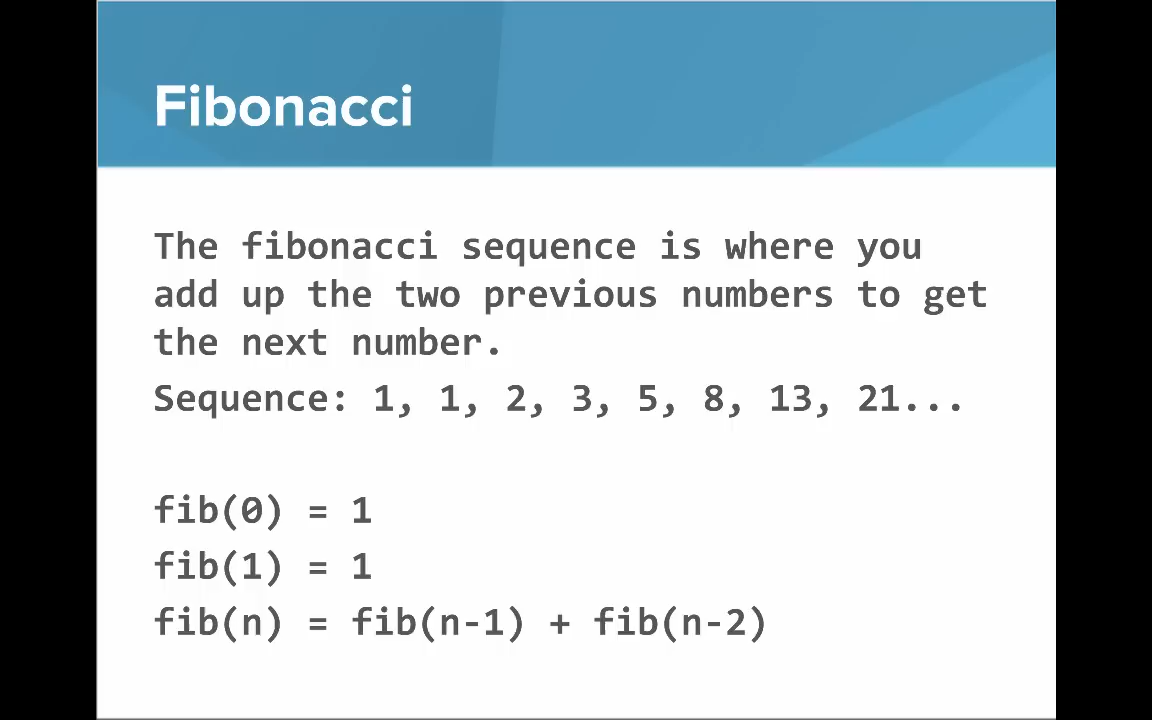 Fibonacci
The fibonacci sequence is where you
add up the two previous numbers to get
the next number.
Sequence: 1, 1, 2, 3, 5, 8, 13, 21...
fib(0) = 1
fib(1) = 1
fib(n) = fib(n-1) + fib(n-2)